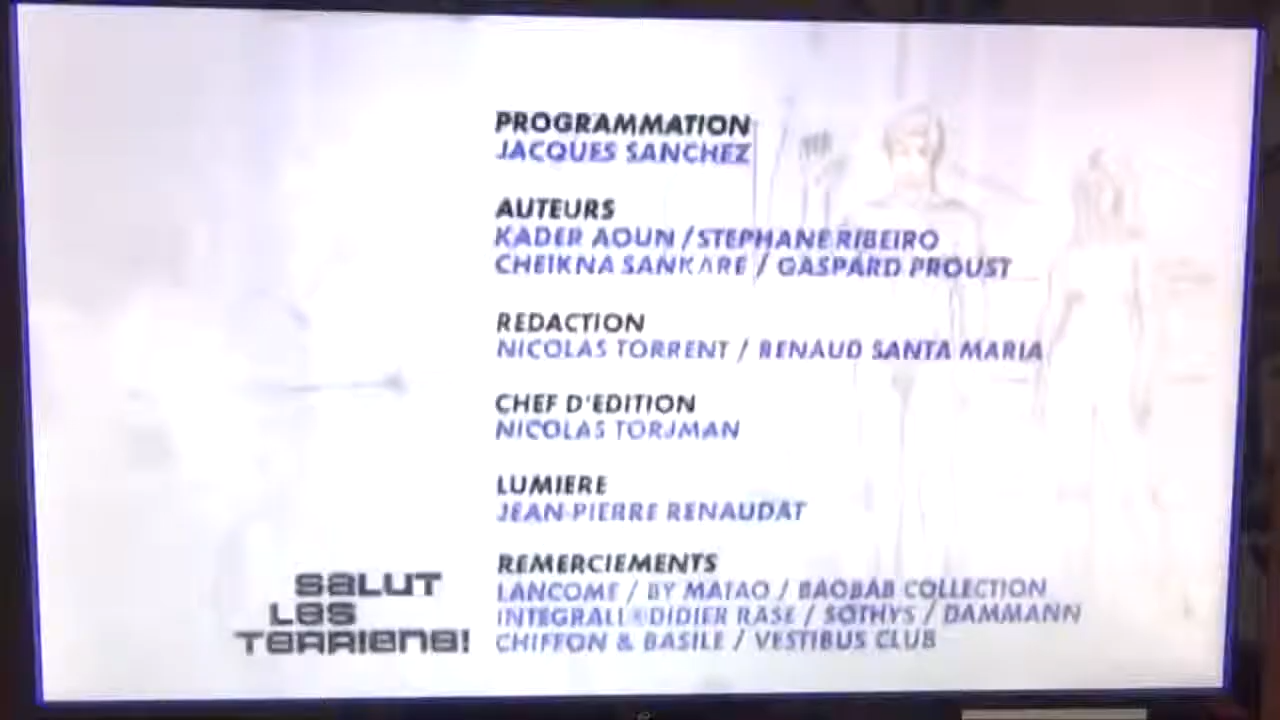 PROGRAMMATION
JACQUES SANCHEZ
AUTEURS
KADER AOUN / STEPHANE RIBEIRO
CHEIKNA SANKARE / GASPARD PROUST
REDACTION
NICOLAS TORRENT / RENAUD SANTA MARIA
CHEF D'EDITION
NICOLAS TORJMAN
LUMIERE
JEAN-PIERRE RENAUDAT
REMERCIEMENTS
LANCOME / BY MATAO / BAOBAB COLLECTION
DIDIER RASE / SOTHYS / DAMMANN
CHIFFON & BASILE / VESTIBUS CLUB
SALUT
LES
TERRIENS!